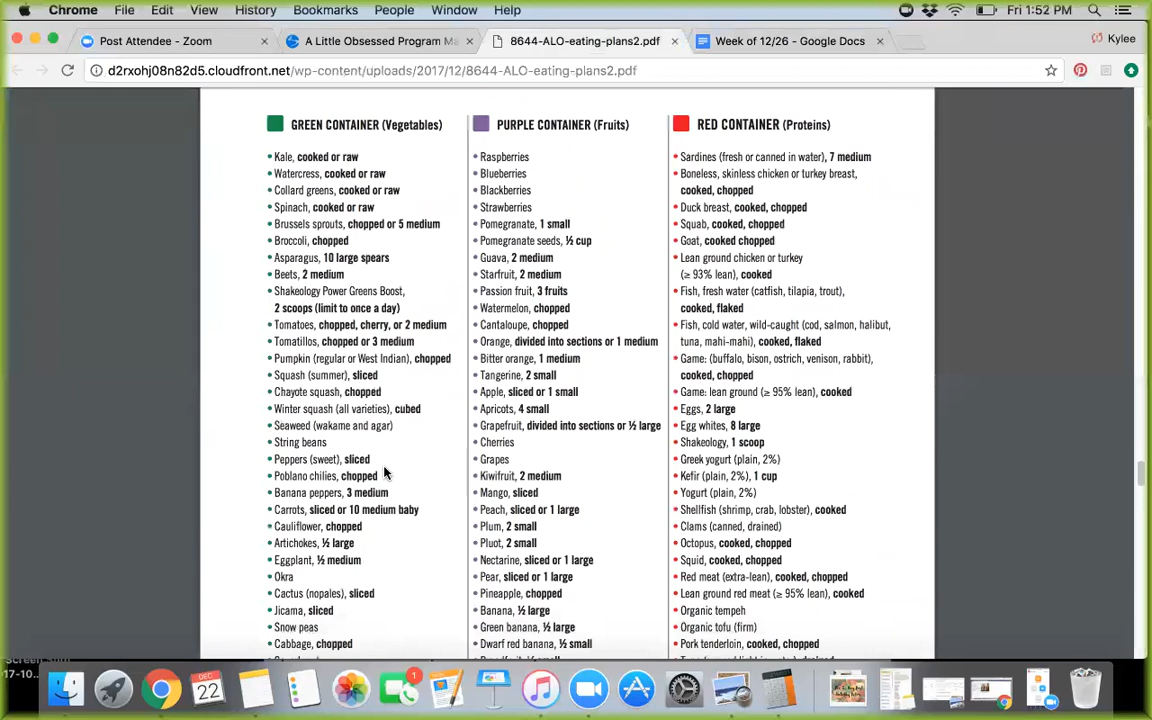 Chrome File Edit View History Bookmarks People Window Help Fri 1:52 PM
Post Attendee - Zoom × A Little Obsessed Program Ma × 8644-ALO-eating-plans2.pdf × Week of 12/26 - Google Docs × Kylee
d2rxohj08n82d5.cloudfront.net/wp-content/uploads/2017/12/8644-ALO-eating-plans2.pdf
GREEN CONTAINER (Vegetables)
• Kale, cooked or raw
• Watercress, cooked or raw
• Collard greens, cooked or raw
• Spinach, cooked or raw
• Brussels sprouts, chopped or 5 medium
• Broccoli, chopped
• Asparagus, 10 large spears
• Beets, 2 medium
• Shakeology Power Greens Boost,
2 scoops (limit to once a day)
• Tomatoes, chopped, cherry, or 2 medium
• Tomatillos, chopped or 3 medium
• Pumpkin (regular or West Indian), chopped
• Squash (summer), sliced
• Chayote squash, chopped
• Winter squash (all varieties), cubed
• Seaweed (wakame and agar)
• String beans
• Peppers (sweet), sliced
• Poblano chilies, chopped
• Banana peppers, 3 medium
• Carrots, sliced or 10 medium baby
• Cauliflower, chopped
• Artichokes, ½ large
• Eggplant, ½ medium
• Okra
• Cactus (nopales), sliced
• Jicama, sliced
• Snow peas
• Cabbage, chopped
PURPLE CONTAINER (Fruits)
• Raspberries
• Blueberries
• Blackberries
• Strawberries
• Pomegranate, 1 small
• Pomegranate seeds, ½ cup
• Guava, 2 medium
• Starfruit, 2 medium
• Passion fruit, 3 fruits
• Watermelon, chopped
• Cantaloupe, chopped
• Orange, divided into sections or 1 medium
• Bitter orange, 1 medium
• Tangerine, 2 small
• Apple, sliced or 1 small
• Apricots, 4 small
• Grapefruit, divided into sections or ½ large
• Cherries
• Grapes
• Kiwifruit, 2 medium
• Mango, sliced
• Peach, sliced or 1 large
• Plum, 2 small
• Pluot, 2 small
• Nectarine, sliced or 1 large
• Pear, sliced or 1 large
• Pineapple, chopped
• Banana, ½ large
• Green banana, ½ large
• Dwarf red banana, ½ small
RED CONTAINER (Proteins)
• Sardines (fresh or canned in water), 7 medium
• Boneless, skinless chicken or turkey breast,
cooked, chopped
• Duck breast, cooked, chopped
• Squab, cooked, chopped
• Goat, cooked chopped
• Lean ground chicken or turkey
(≥ 93% lean), cooked
• Fish, fresh water (catfish, tilapia, trout),
cooked, flaked
• Fish, cold water, wild-caught (cod, salmon, halibut,
tuna, mahi-mahi), cooked, flaked
• Game: (buffalo, bison, ostrich, venison, rabbit),
cooked, chopped
• Game: lean ground (≥ 95% lean), cooked
• Eggs, 2 large
• Egg whites, 8 large
• Shakeology, 1 scoop
• Greek yogurt (plain, 2%)
• Kefir (plain, 2%), 1 cup
• Yogurt (plain, 2%)
• Shellfish (shrimp, crab, lobster), cooked
• Clams (canned, drained)
• Octopus, cooked, chopped
• Squid, cooked, chopped
• Red meat (extra-lean), cooked, chopped
• Lean ground red meat (≥ 95% lean), cooked
• Organic tempeh
• Organic tofu (firm)
• Pork tenderloin, cooked, chopped
17-10...
DEC
22
1